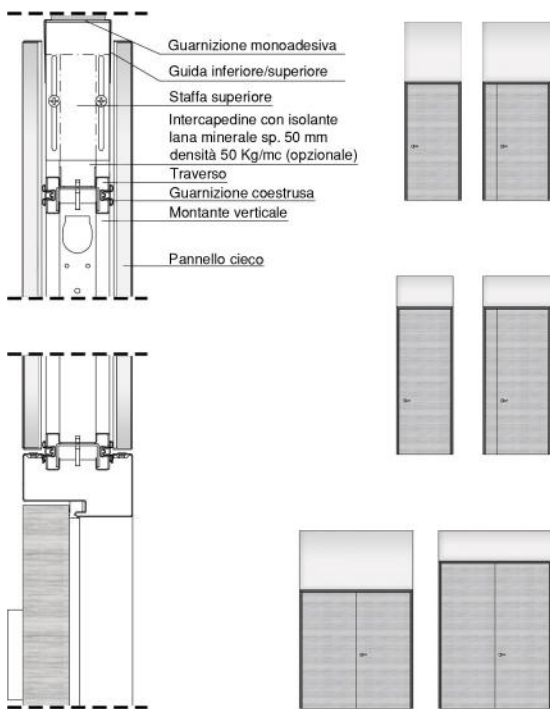 Guarnizione monoadesiva
Guida inferiore/superiore
Staffa superiore
Intercapedine con isolante
lana minerale sp. 50 mm
densità 50 Kg/mc (opzionale)
Traverso
Guarnizione coestrusa
Montante verticale
Pannello cieco